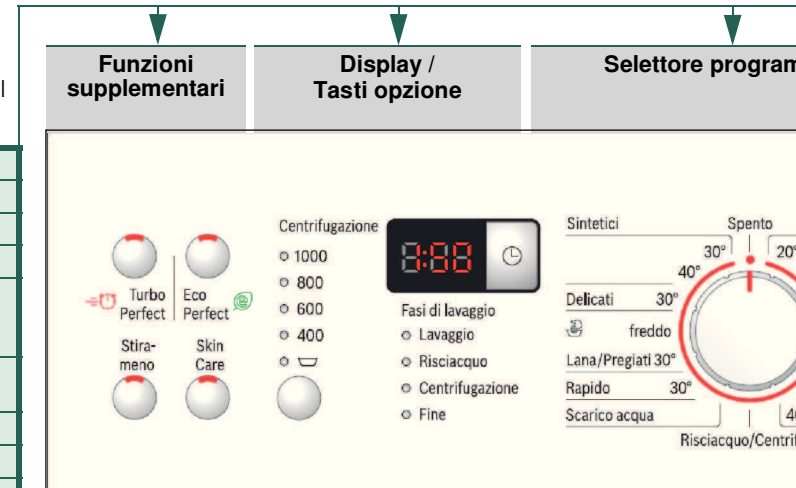 l
Funzioni
supplementari
Display /
Tasti opzione
Selettore program
Centrifugazione
1000
800
600
400
Turbo
Perfect
Eco
Perfect
Stira-
meno
Skin
Care
8:88
Fasi di lavaggio
Lavaggio
Risciacquo
Centrifugazione
Fine
Sintetici
Spento
30°
20°
40°
Delicati 30°
freddo
Lana/Pregiati 30°
Rapido 30°
Scarico acqua
Risciacquo/Centrif